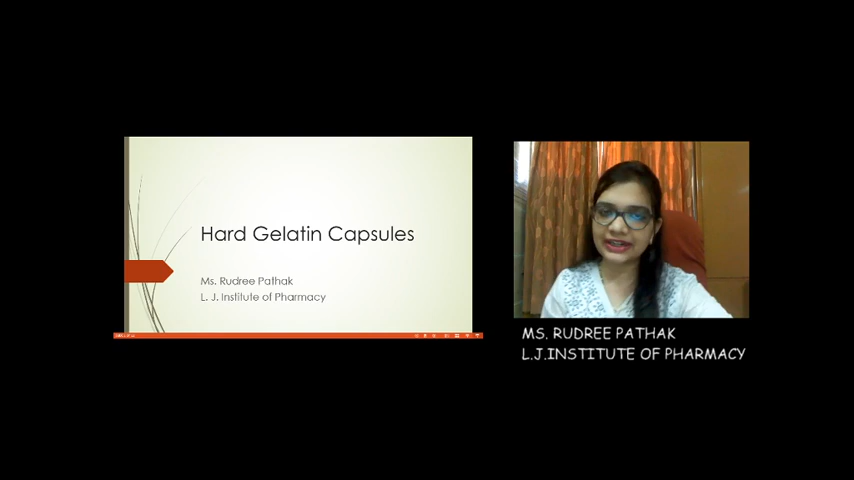 Hard Gelatin Capsules
Ms. Rudree Pathak
L. J. Institute of Pharmacy
MS. RUDREE PATHAK
L.J.INSTITUTE OF PHARMACY